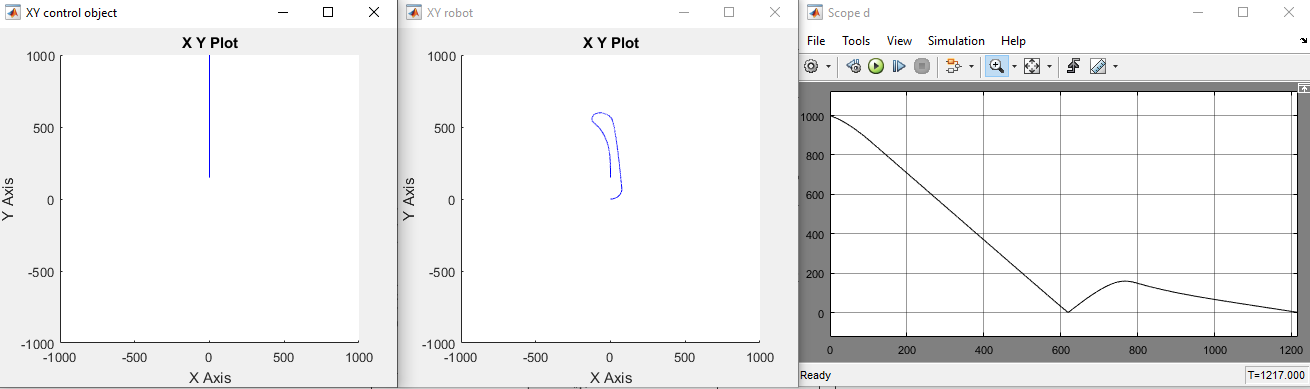 XY control object
X Y Plot
1000
500
0
-500
-1000
-1000
-500
0
500
1000
Y Axis
X Axis
XY robot
X Y Plot
1000
500
0
-500
-1000
-1000
-500
0
500
1000
Y Axis
X Axis
Scope d
File Tools View Simulation Help
1000
800
600
400
200
0
0 200 400 600 800 1000 1200
Ready T=1217.000